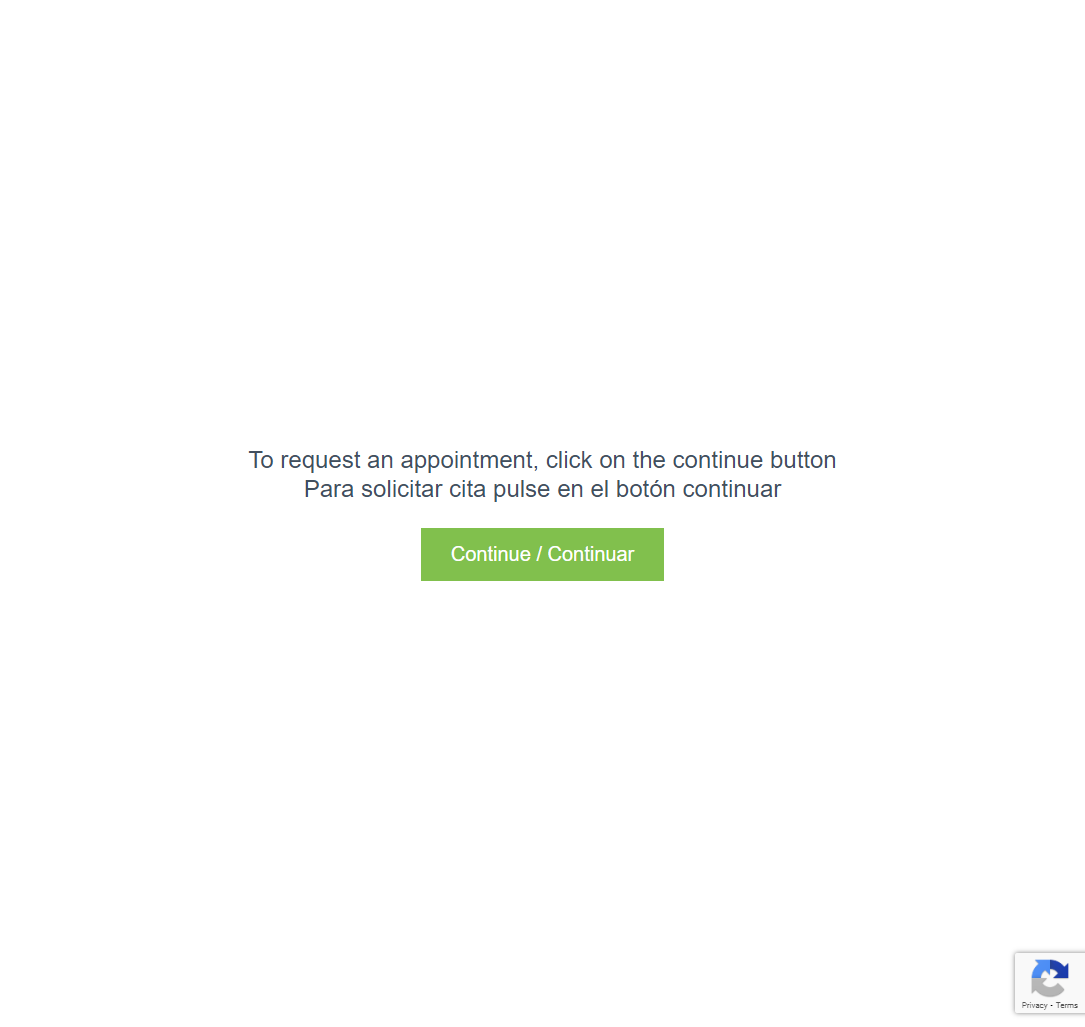 To request an appointment, click on the continue button
Para solicitar cita pulse en el botón continuar
Continue / Continuar
Privacy - Terms